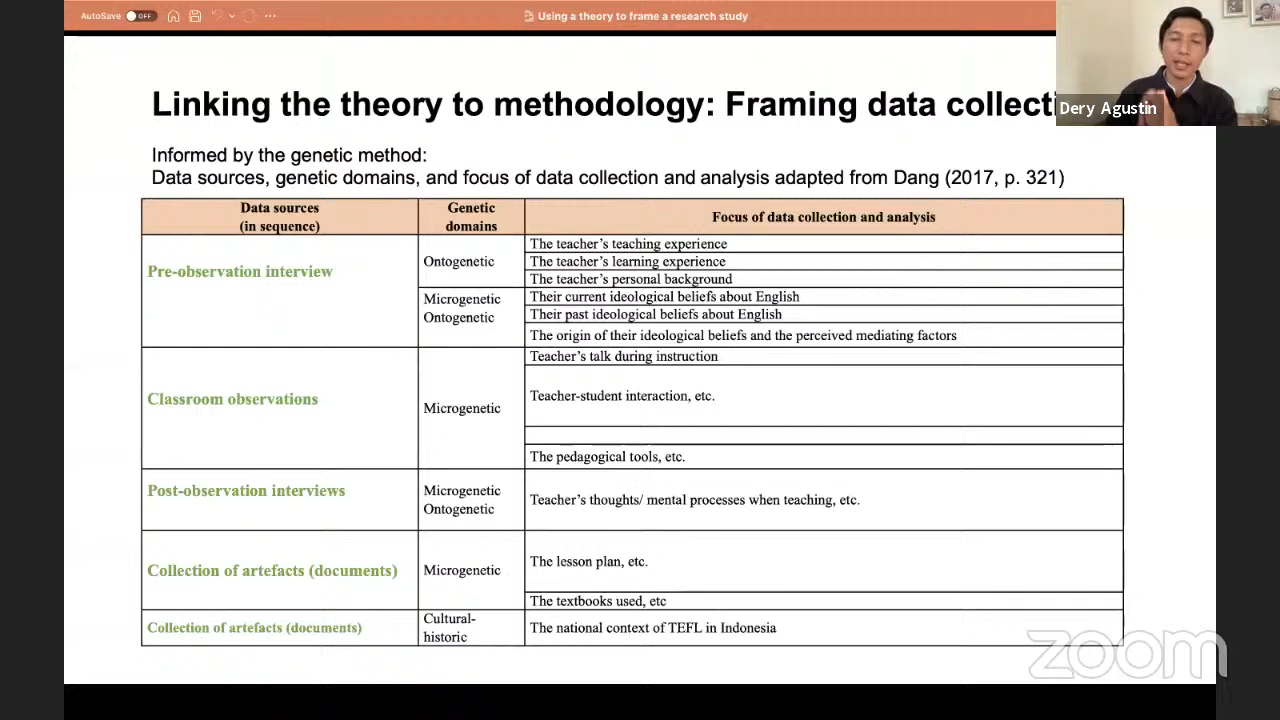 AutoSave OFF
Using a theory to frame a research study
Dery Agustin
Linking the theory to methodology: Framing data collecti
Informed by the genetic method:
Data sources, genetic domains, and focus of data collection and analysis adapted from Dang (2017, p. 321)
Data sources
(in sequence)
Genetic
domains
Focus of data collection and analysis
Pre-observation interview
Ontogenetic
The teacher’s teaching experience
The teacher’s learning experience
The teacher’s personal background
Microgenetic
Ontogenetic
Their current ideological beliefs about English
Their past ideological beliefs about English
The origin of their ideological beliefs and the perceived mediating factors
Classroom observations
Microgenetic
Teacher’s talk during instruction
Teacher-student interaction, etc.
The pedagogical tools, etc.
Post-observation interviews
Microgenetic
Ontogenetic
Teacher’s thoughts/ mental processes when teaching, etc.
Collection of artefacts (documents)
Microgenetic
The lesson plan, etc.
The textbooks used, etc
Collection of artefacts (documents)
Cultural-
historic
The national context of TEFL in Indonesia
zoom